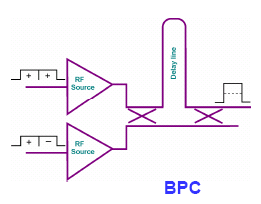 Delay line
+ +
RF
Source
+ −
RF
Source
BPC